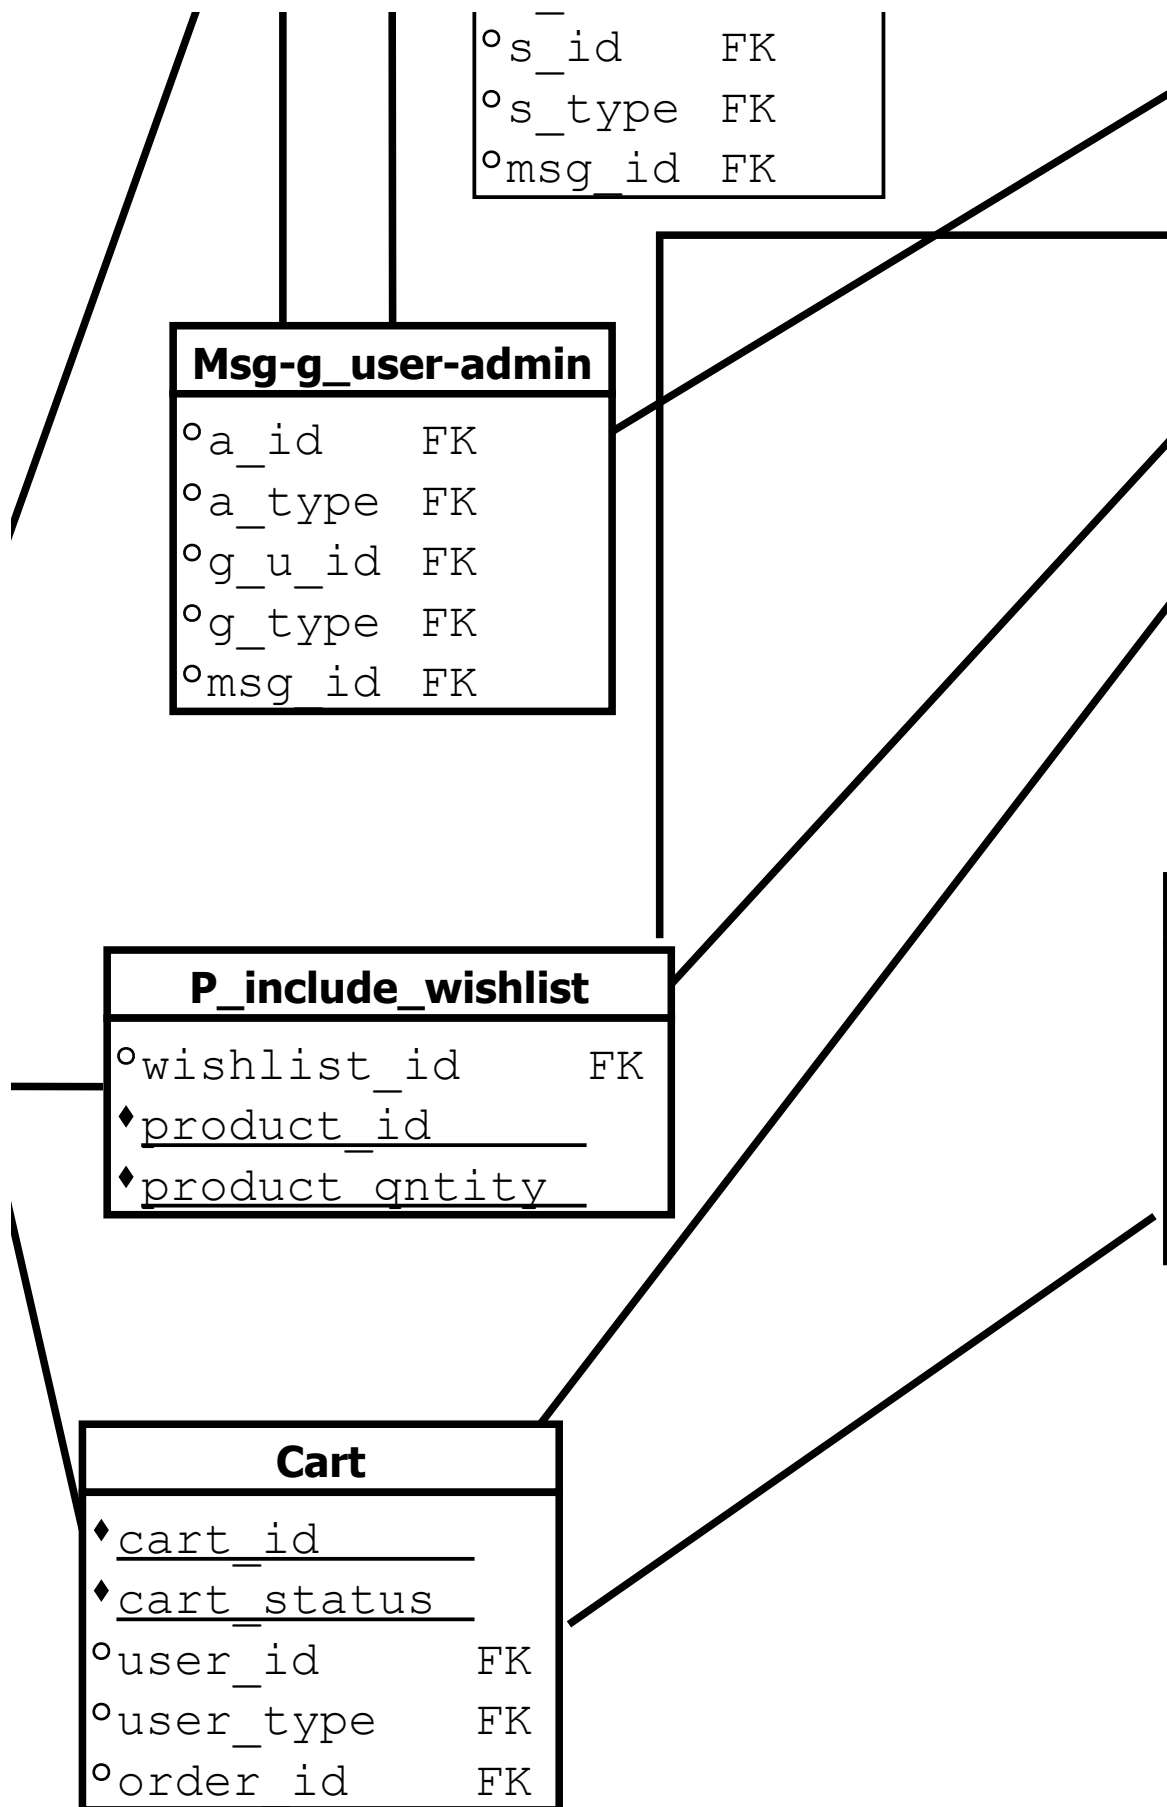 s_id FK
s_type FK
msg_id FK
Msg-g_user-admin
a_id FK
a_type FK
g_u_id FK
g_type FK
msg_id FK
P_include_wishlist
wishlist_id FK
product_id
product_qntity
Cart
cart_id
cart_status
user_id FK
user_type FK
order_id FK